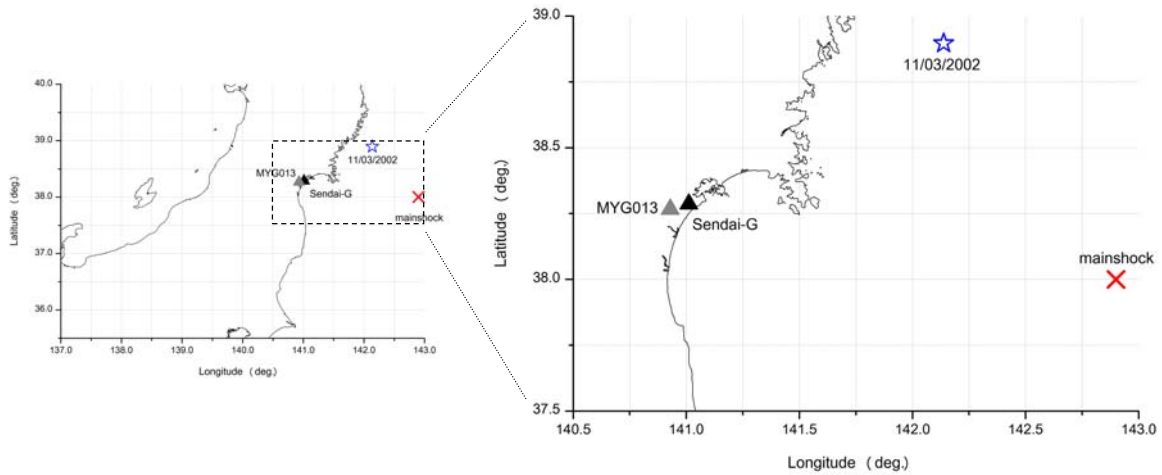 40.0
39.0
38.0
37.0
36.0
137.0
138.0
139.0
140.0
141.0
142.0
143.0
Latitude ( deg.)
Longitude ( deg.)
11/03/2002
MYG013
Sendai-G
mainshock
39.0
38.5
38.0
37.5
140.5
141.0
141.5
142.0
142.5
143.0
Latitude ( deg.)
Longitude ( deg.)
11/03/2002
MYG013
Sendai-G
mainshock